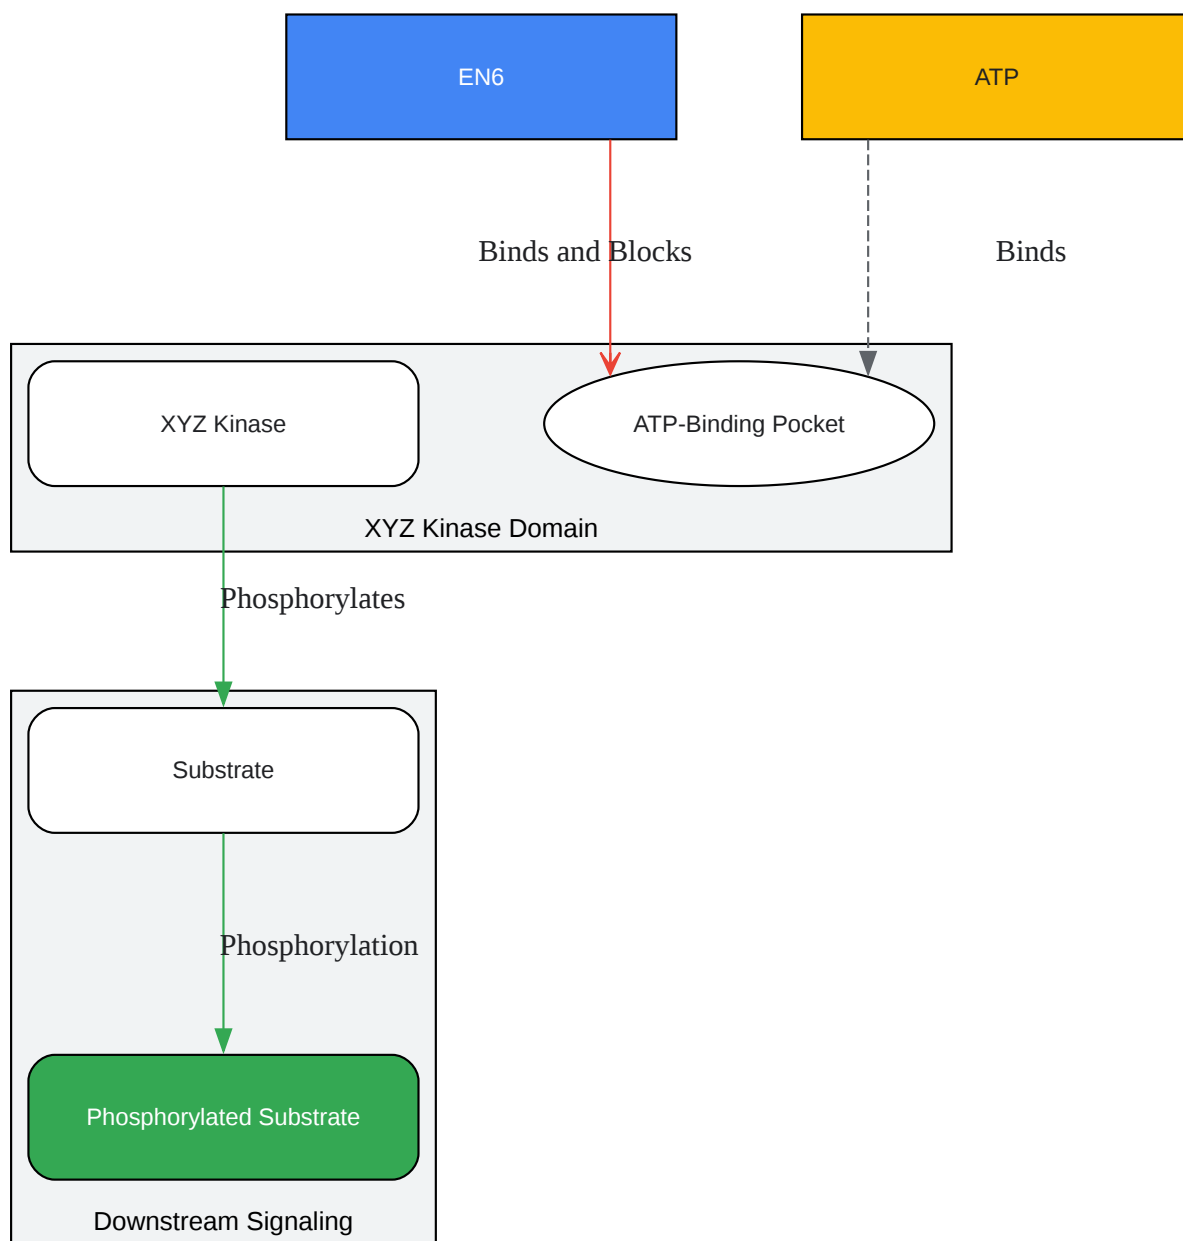 EN6
ATP
Binds and Blocks
Binds
XYZ Kinase
ATP-Binding Pocket
XYZ Kinase Domain
Phosphorylates
Substrate
Phosphorylation
Phosphorylated Substrate
Downstream Signaling